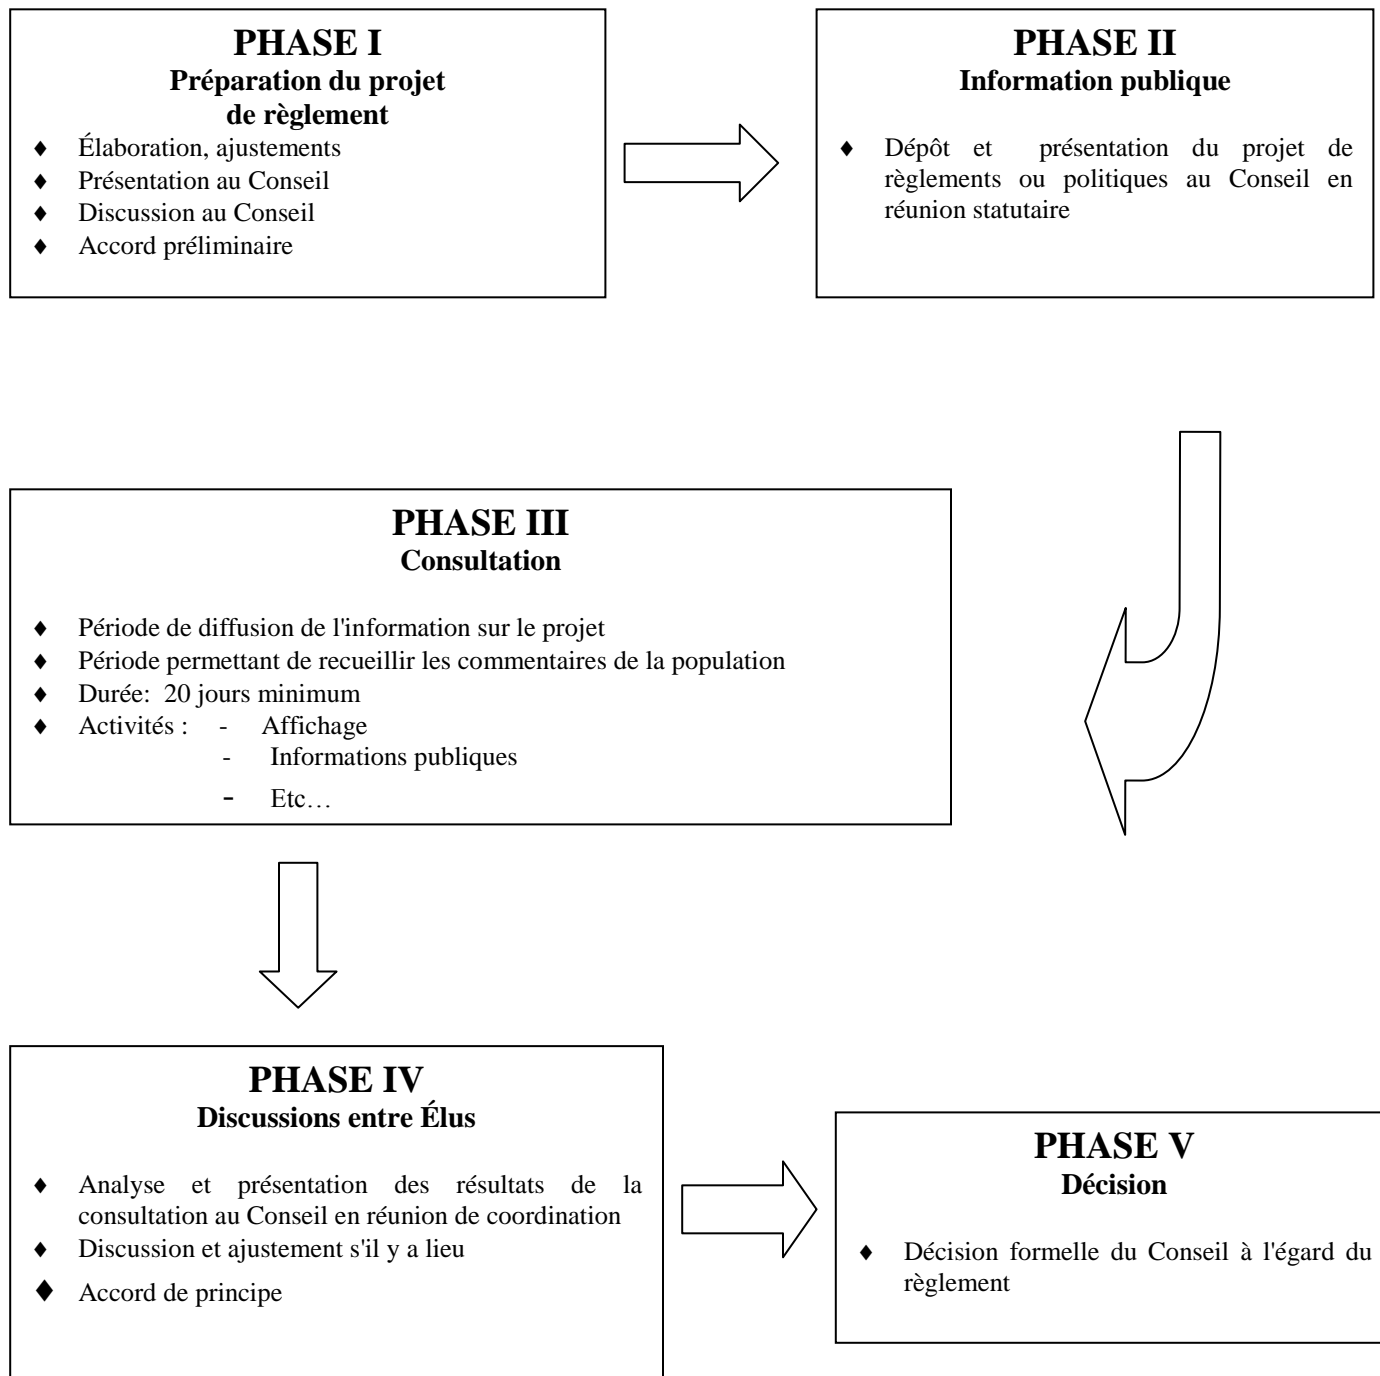 PHASE I
Préparation du projet
de règlement
♦ Élaboration, ajustements
♦ Présentation au Conseil
♦ Discussion au Conseil
♦ Accord préliminaire
PHASE II
Information publique
♦ Dépôt et présentation du projet de
règlements ou politiques au Conseil en
réunion statutaire
PHASE III
Consultation
♦ Période de diffusion de l'information sur le projet
♦ Période permettant de recueillir les commentaires de la population
♦ Durée: 20 jours minimum
♦ Activités : - Affichage
- Informations publiques
- Etc…
PHASE IV
Discussions entre Élus
♦ Analyse et présentation des résultats de la
consultation au Conseil en réunion de coordination
♦ Discussion et ajustement s'il y a lieu
♦ Accord de principe
PHASE V
Décision
♦ Décision formelle du Conseil à l'égard du
règlement